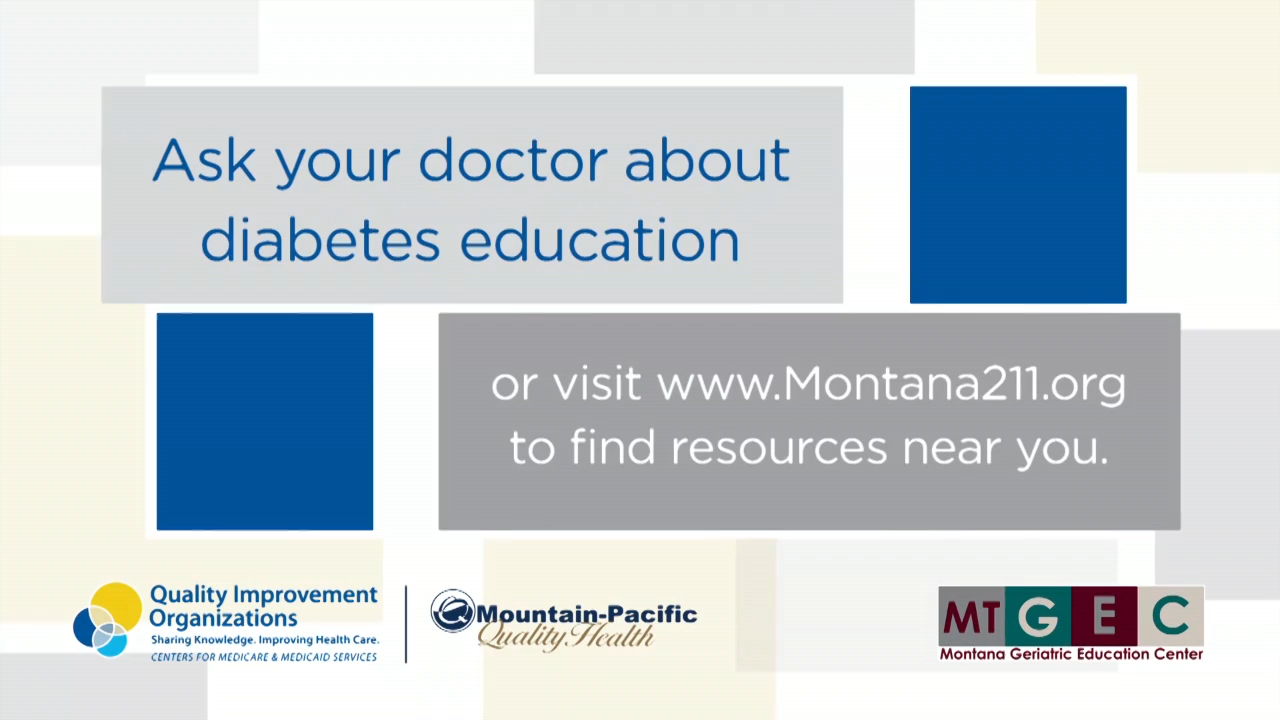 Ask your doctor about
diabetes education
or visit www.Montana211.org
to find resources near you.
Quality Improvement
Organizations
Sharing Knowledge. Improving Health Care.
CENTERS FOR MEDICARE & MEDICAID SERVICES
Mountain-Pacific
Quality Health
MT G E C
Montana Geriatric Education Center